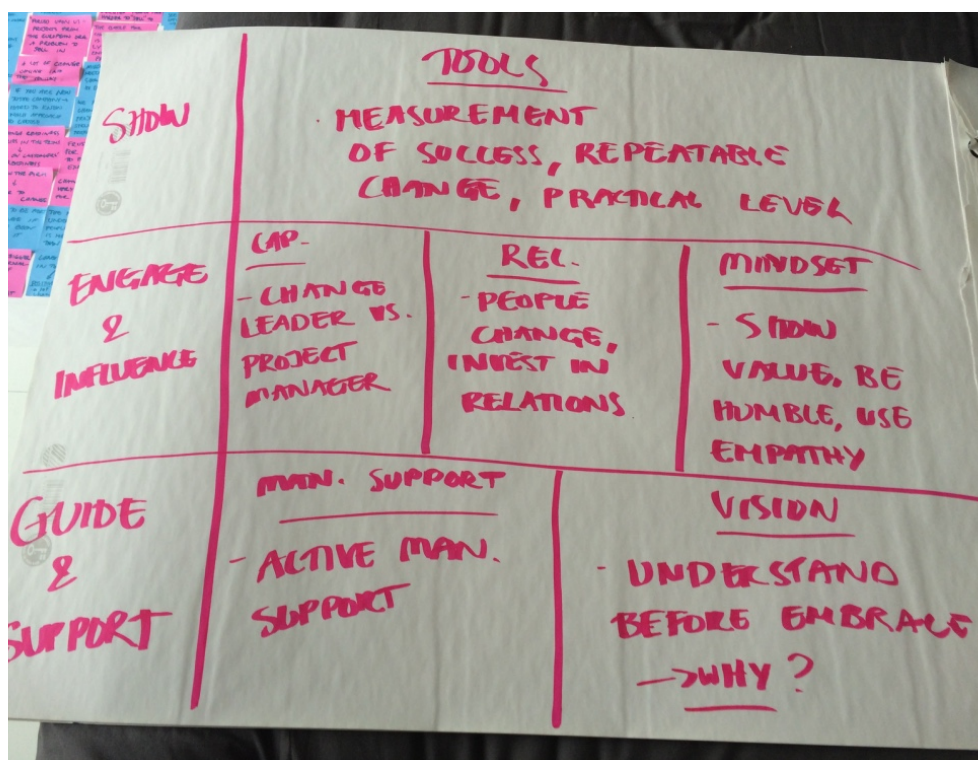 SHOW
TOOLS
- MEASUREMENT
OF SUCCESS, REPEATABLE
CHANGE, PRACTICAL LEVEL
ENGAGE
&
INFLUENCE
CAP.
- CHANGE
LEADER VS.
PROJECT
MANAGER
REL.
- PEOPLE
CHANGE,
INVEST IN
RELATIONS
MINDSET
- SHOW
VALUE, BE
HUMBLE, USE
EMPATHY
GUIDE
&
SUPPORT
MAN. SUPPORT
- ACTIVE MAN.
SUPPORT
VISION
- UNDERSTAND
BEFORE EMBRACE
-> WHY?